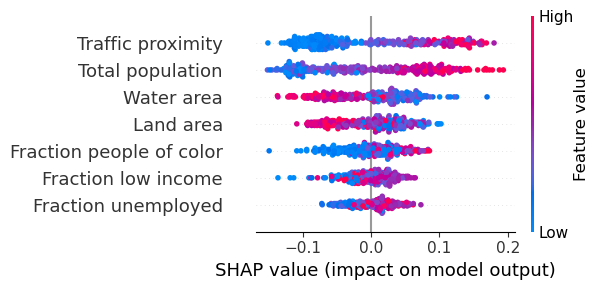 High
Traffic proximity
Total population
Water area
Land area
Fraction people of color
Fraction low income
Fraction unemployed
Feature value
Low
−0.1 0.0 0.1 0.2
SHAP value (impact on model output)